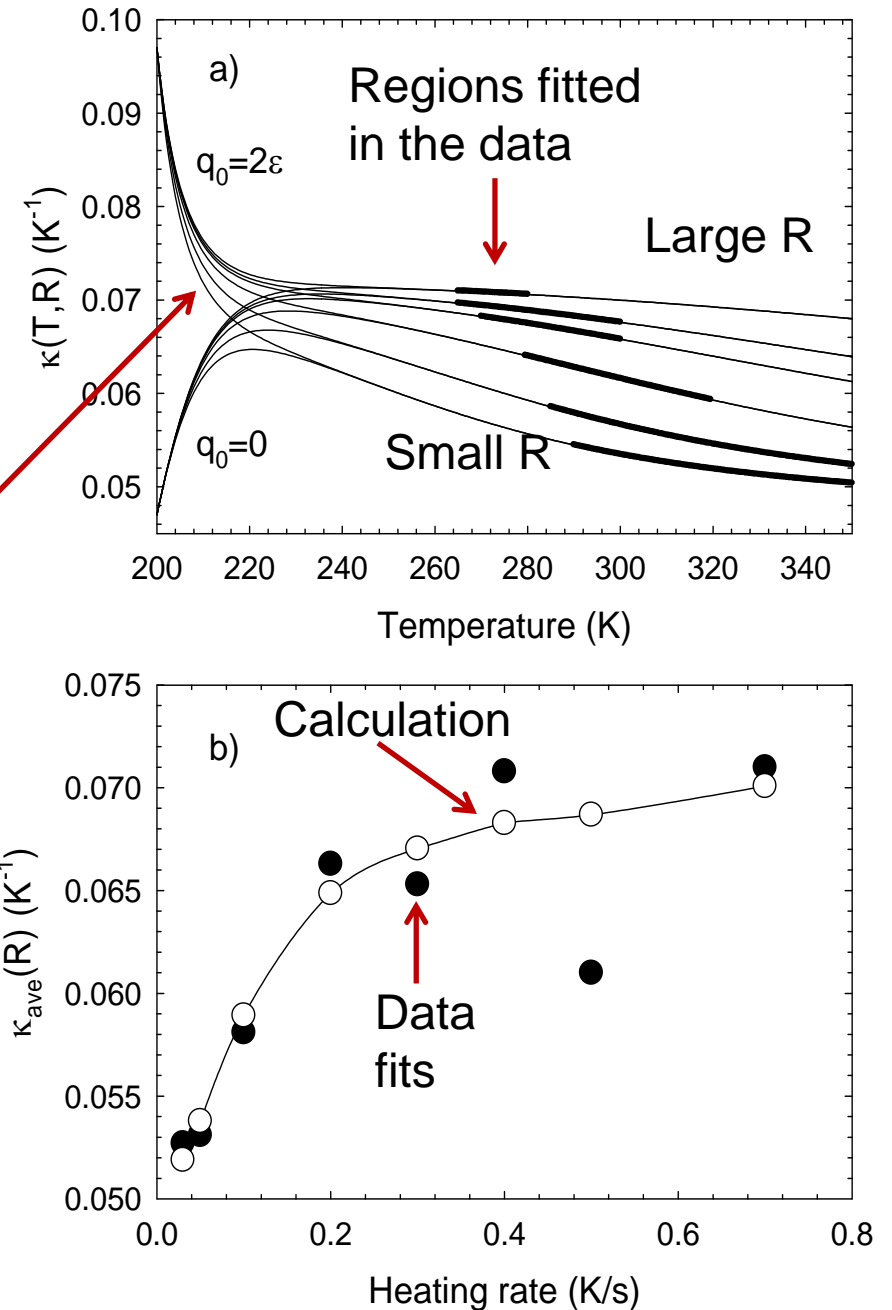 0.10
a)
Regions fitted
in the data
0.09
q₀=2ε
0.08
κ(T,R) (K⁻¹)
Large R
0.07
0.06
q₀=0
Small R
0.05
200 220 240 260 280 300 320 340
Temperature (K)
0.075
Calculation
b)
0.070
0.065
κave(R) (K⁻¹)
0.060
Data
fits
0.055
0.050
0.0 0.2 0.4 0.6 0.8
Heating rate (K/s)